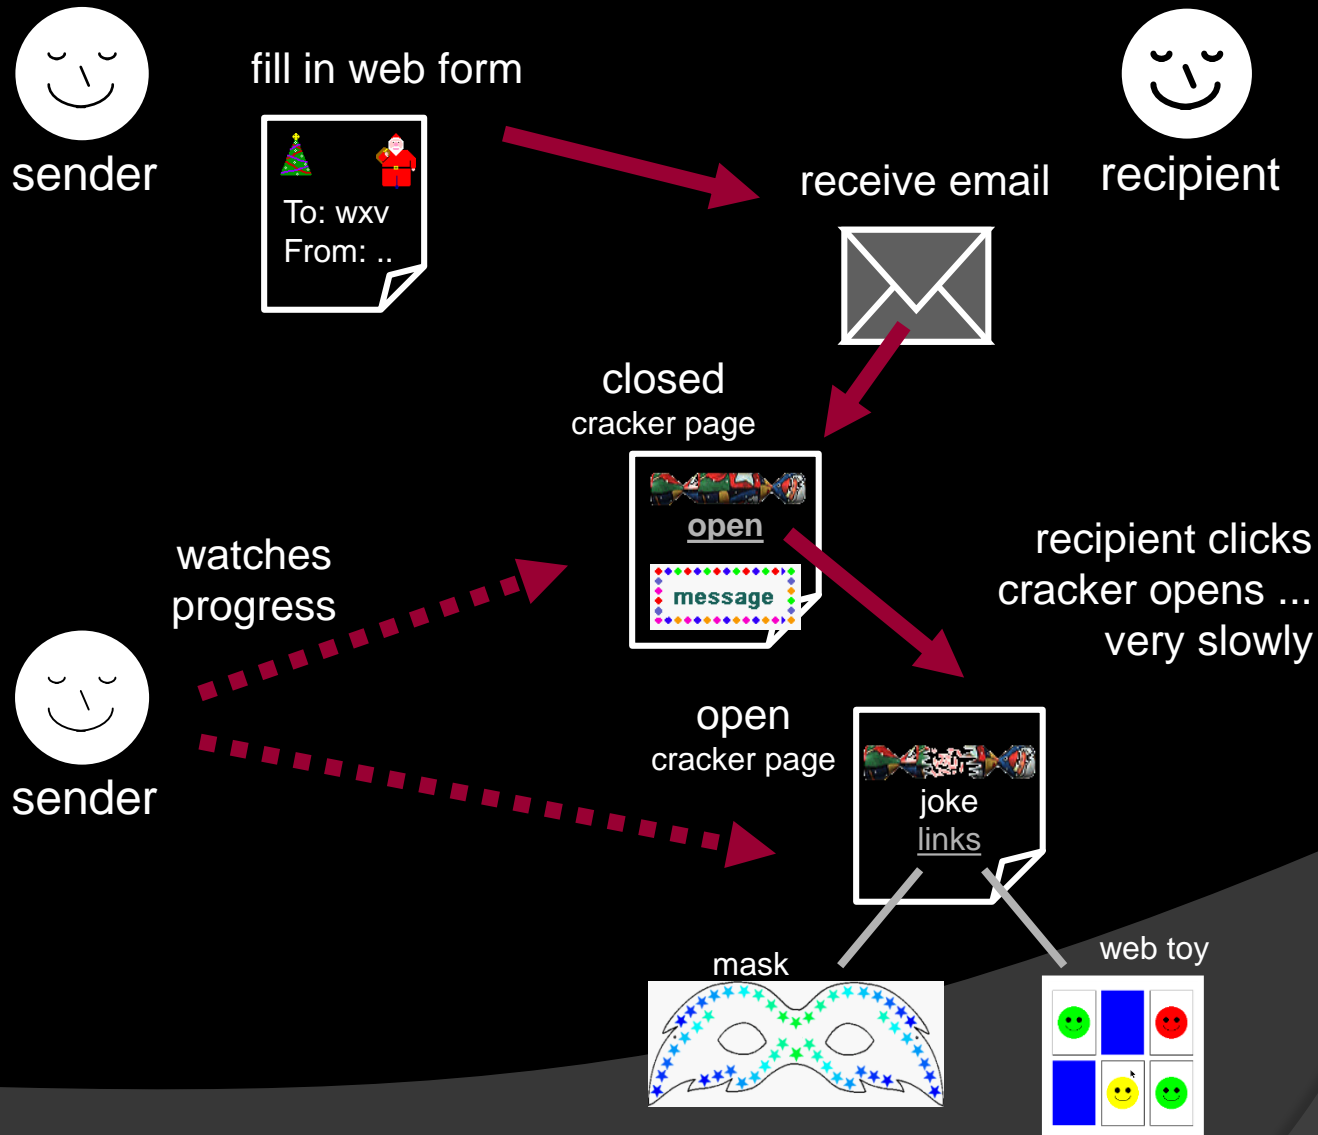 fill in web form
sender
To: wxv
From: ..
receive email
recipient
closed
cracker page
open
message
watches
progress
recipient clicks
cracker opens ...
very slowly
sender
open
cracker page
joke
links
mask
web toy